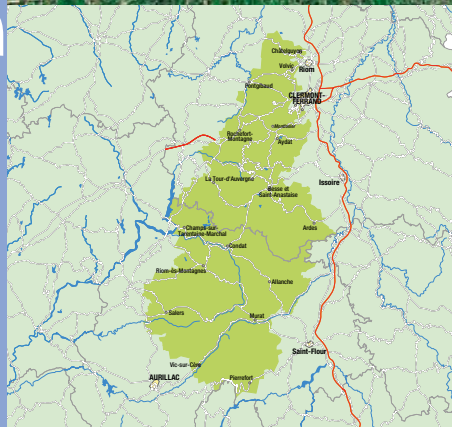 Châtelguyon
Volvic
Riom
Pontgibaud
CLERMONT-
FERRAND
Montlosier
Rochefort-
Montagne
Aydat
La Tour-d'Auvergne
Issoire
Besse et
Saint-Anastaise
Ardes
Champs-sur-
Tarentaine-Marchal
Condat
Riom-ès-Montagnes
Allanche
Salers
Murat
Saint-Flour
Vic-sur-Cère
AURILLAC
Pierrefort